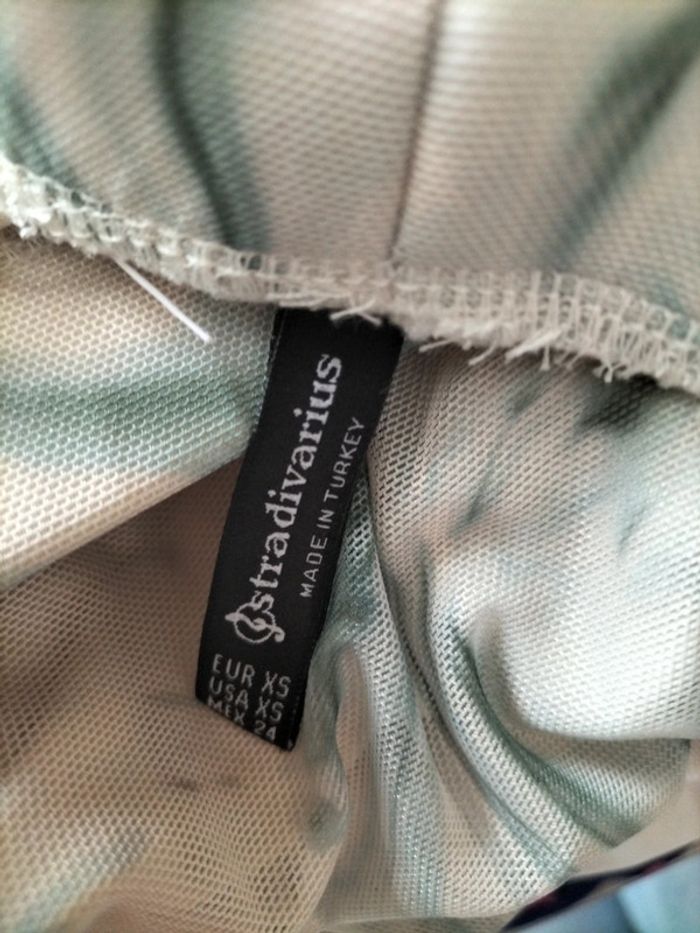 stradivarius
MADE IN TURKEY
EUR XS
USA XS
MEX 24